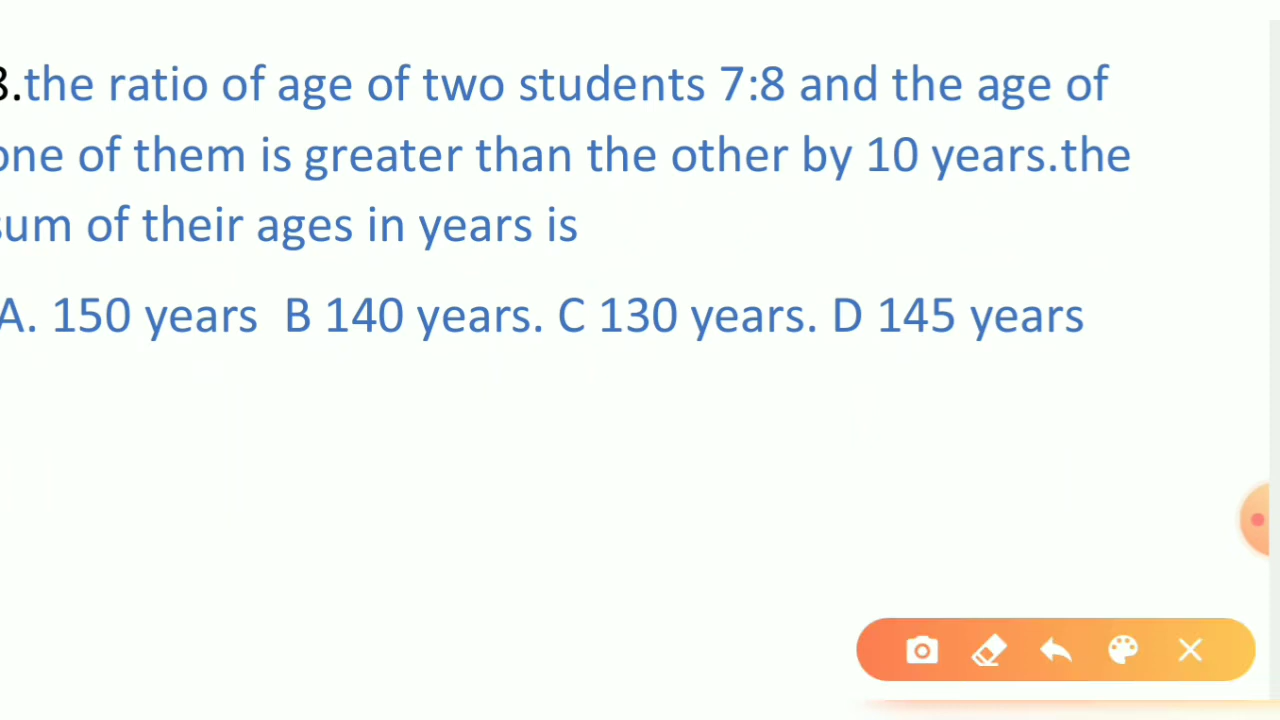 3.the ratio of age of two students 7:8 and the age of
one of them is greater than the other by 10 years.the
sum of their ages in years is
A. 150 years  B 140 years. C 130 years. D 145 years